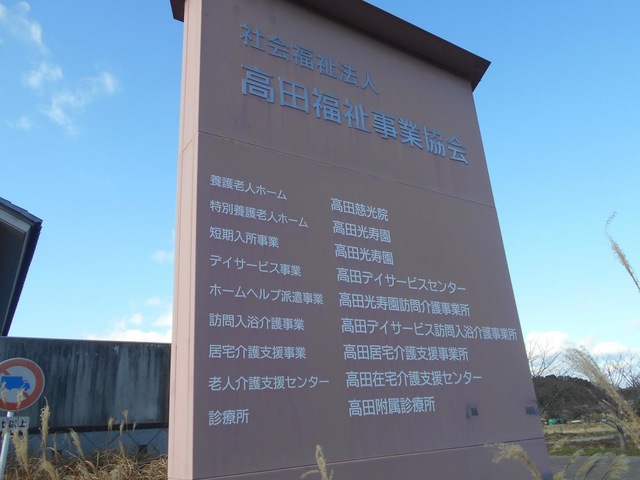 社会福祉法人
高田福祉事業協会
養護老人ホーム 高田慈光院
特別養護老人ホーム 高田光寿園
短期入所事業 高田光寿園
デイサービス事業 高田デイサービスセンター
ホームヘルプ派遣事業 高田光寿園訪問介護事業所
訪問入浴介護事業 高田デイサービス訪問入浴介護事業所
居宅介護支援事業 高田居宅介護支援事業所
老人介護支援センター 高田在宅介護支援センター
診療所 高田附属診療所
以上